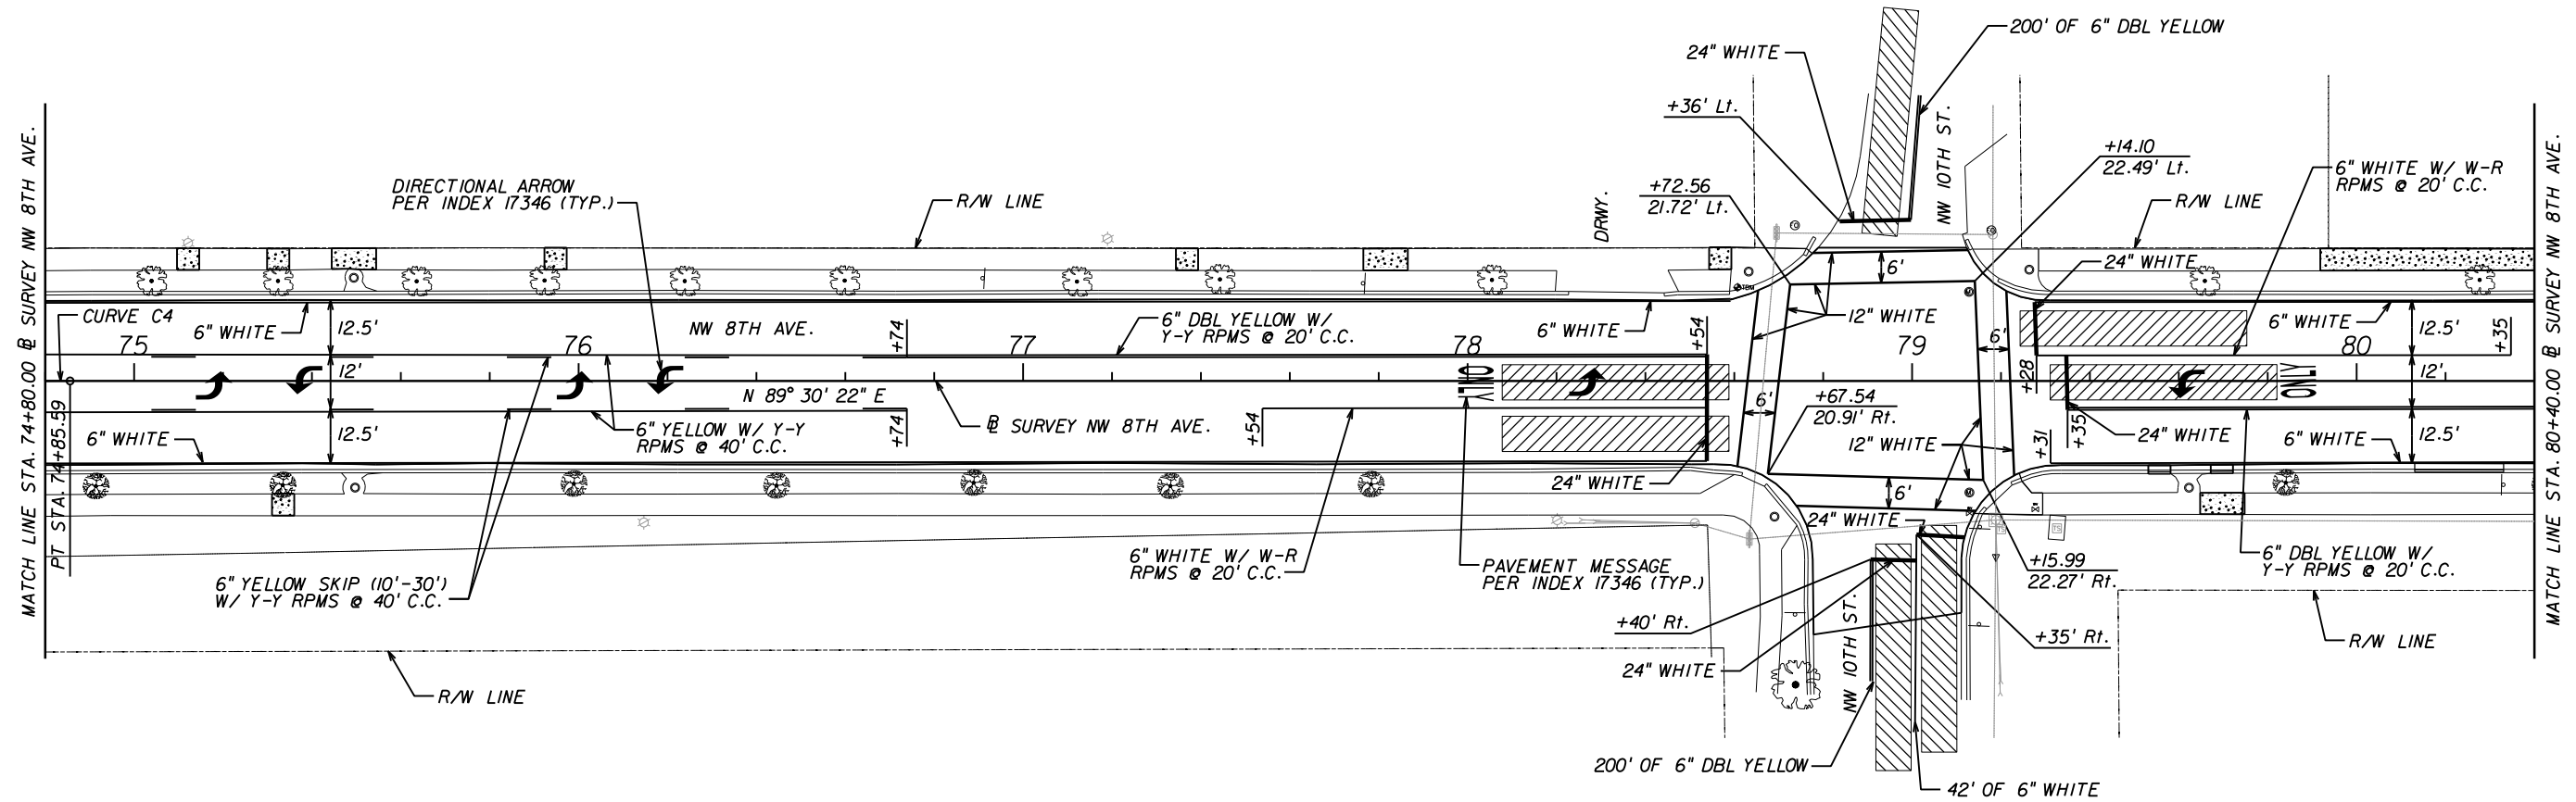 MATCH LINE STA. 74+80.00 ℄ SURVEY NW 8TH AVE.
PT STA. 74+85.59
CURVE C4
75
6" WHITE
12.5'
12'
12.5'
6" WHITE
DIRECTIONAL ARROW
PER INDEX 17346 (TYP.)
R/W LINE
76
NW 8TH AVE.
+74
77
6" DBL YELLOW W/
Y-Y RPMS @ 20' C.C.
N 89° 30' 22" E
6" YELLOW W/ Y-Y
RPMS @ 40' C.C.
+74
℄ SURVEY NW 8TH AVE.
6" YELLOW SKIP (10'-30')
W/ Y-Y RPMS @ 40' C.C.
R/W LINE
6" WHITE
78
+54
ONLY
+54
24" WHITE
6" WHITE W/ W-R
RPMS @ 20' C.C.
PAVEMENT MESSAGE
PER INDEX 17346 (TYP.)
DRWY.
200' OF 6" DBL YELLOW
24" WHITE
+36' Lt.
NW 10TH ST.
+72.56
21.72' Lt.
+14.10
22.49' Lt.
6'
TBM
12" WHITE
79
6'
6'
+67.54
20.91' Rt.
12" WHITE
6'
24" WHITE
TS
+15.99
22.27' Rt.
+40' Rt.
+35' Rt.
24" WHITE
NW 10TH ST.
200' OF 6" DBL YELLOW
42' OF 6" WHITE
6" WHITE W/ W-R
RPMS @ 20' C.C.
R/W LINE
24" WHITE
6" WHITE
12.5'
+35
80
+28
12'
ONLY
+35
+31
24" WHITE
6" WHITE
12.5'
6" DBL YELLOW W/
Y-Y RPMS @ 20' C.C.
R/W LINE
MATCH LINE STA. 80+40.00 ℄ SURVEY NW 8TH AVE.